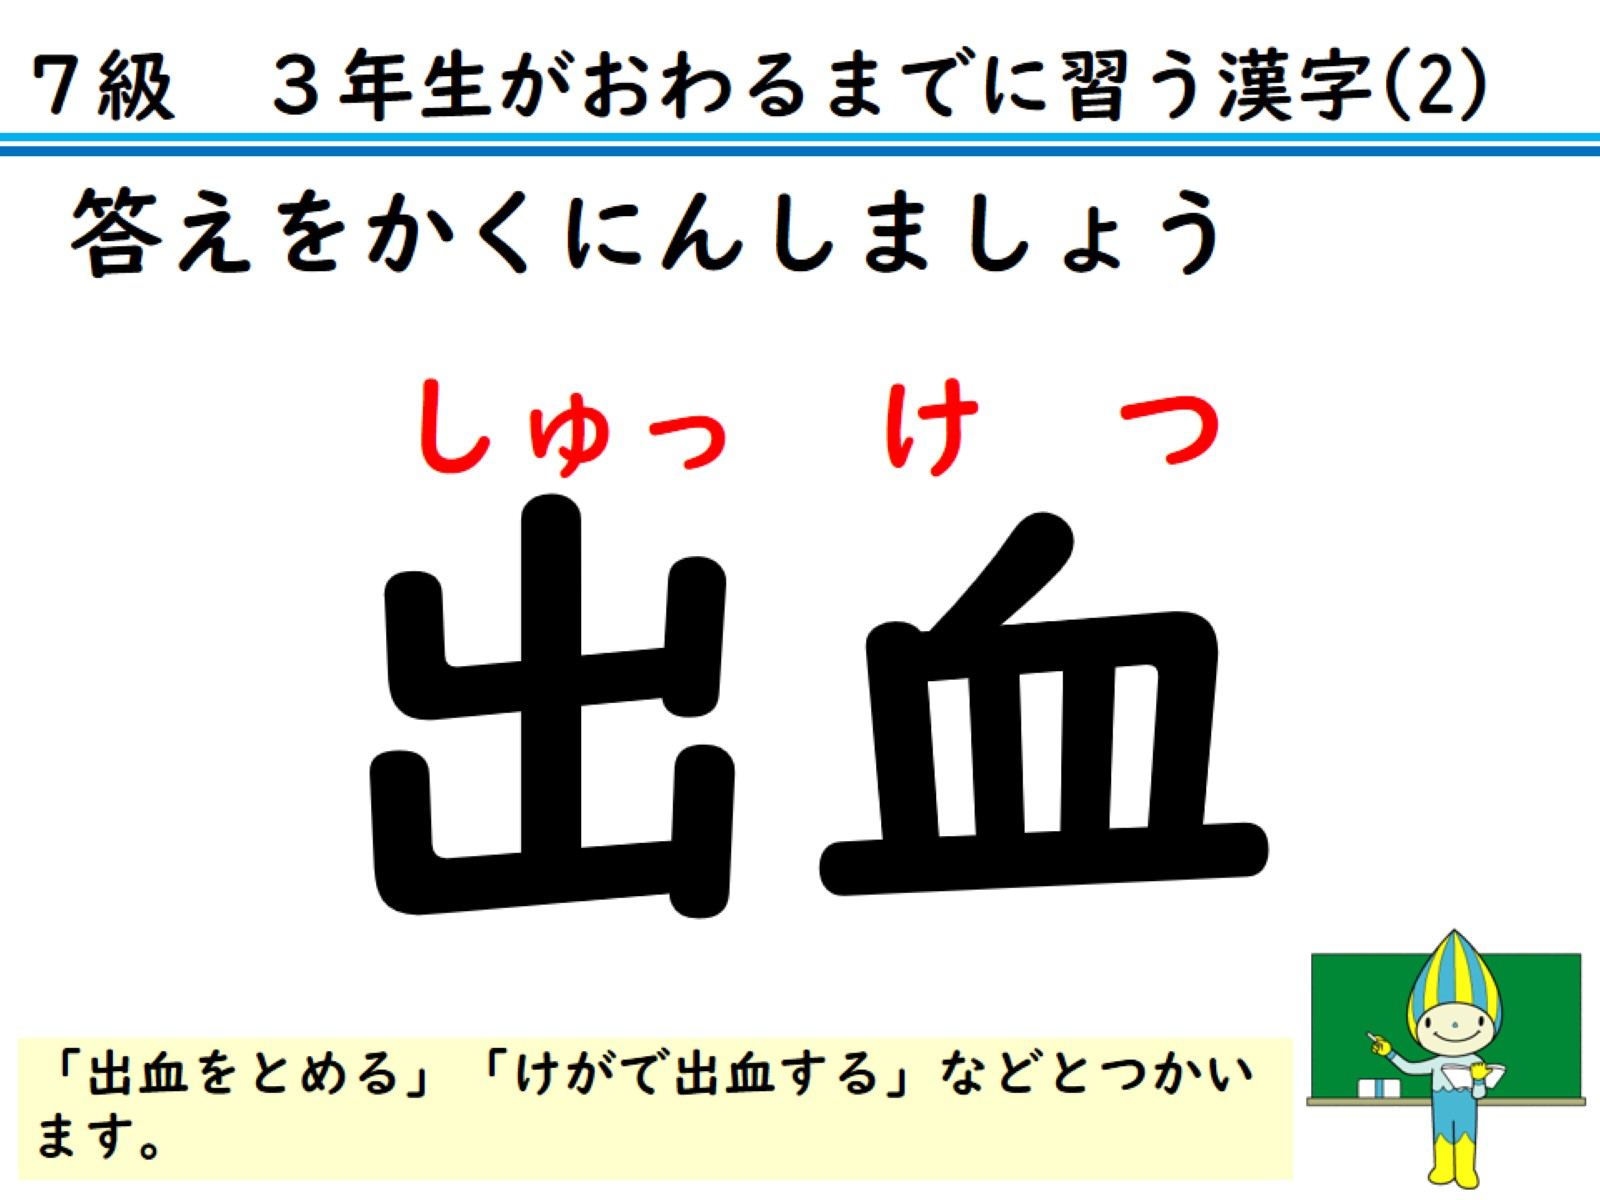 ７級　３年生がおわるまでに習う漢字(2)
答えをかくにんしましょう
しゅっ　け　つ
出血
「出血をとめる」「けがで出血する」などとつかい
ます。